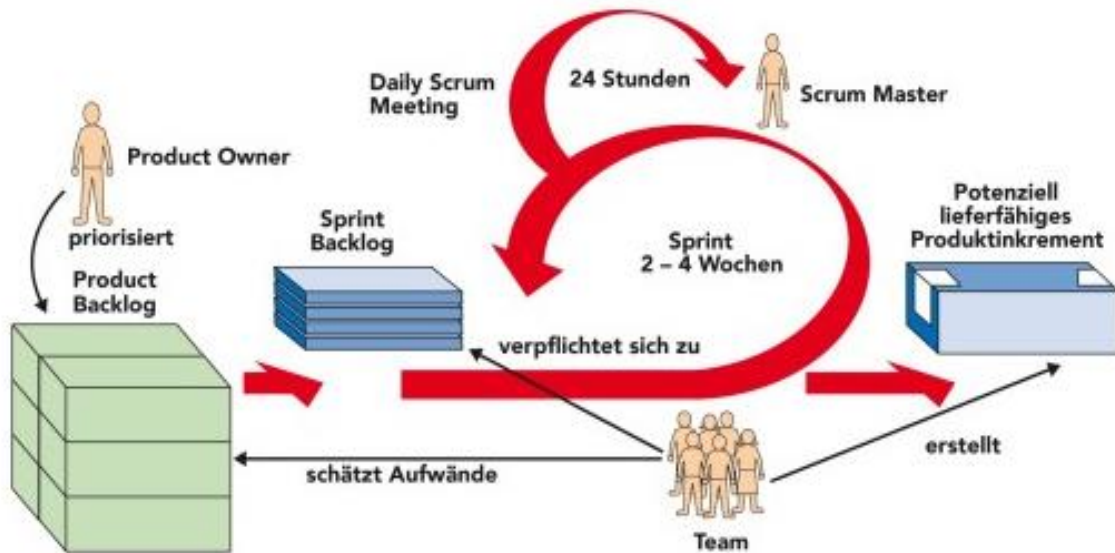 Daily Scrum
Meeting
24 Stunden
Scrum Master
Product Owner
priorisiert
Product
Backlog
Sprint
Backlog
Sprint
2 – 4 Wochen
Potenziell
lieferfähiges
Produktinkrement
verpflichtet sich zu
schätzt Aufwände
erstellt
Team